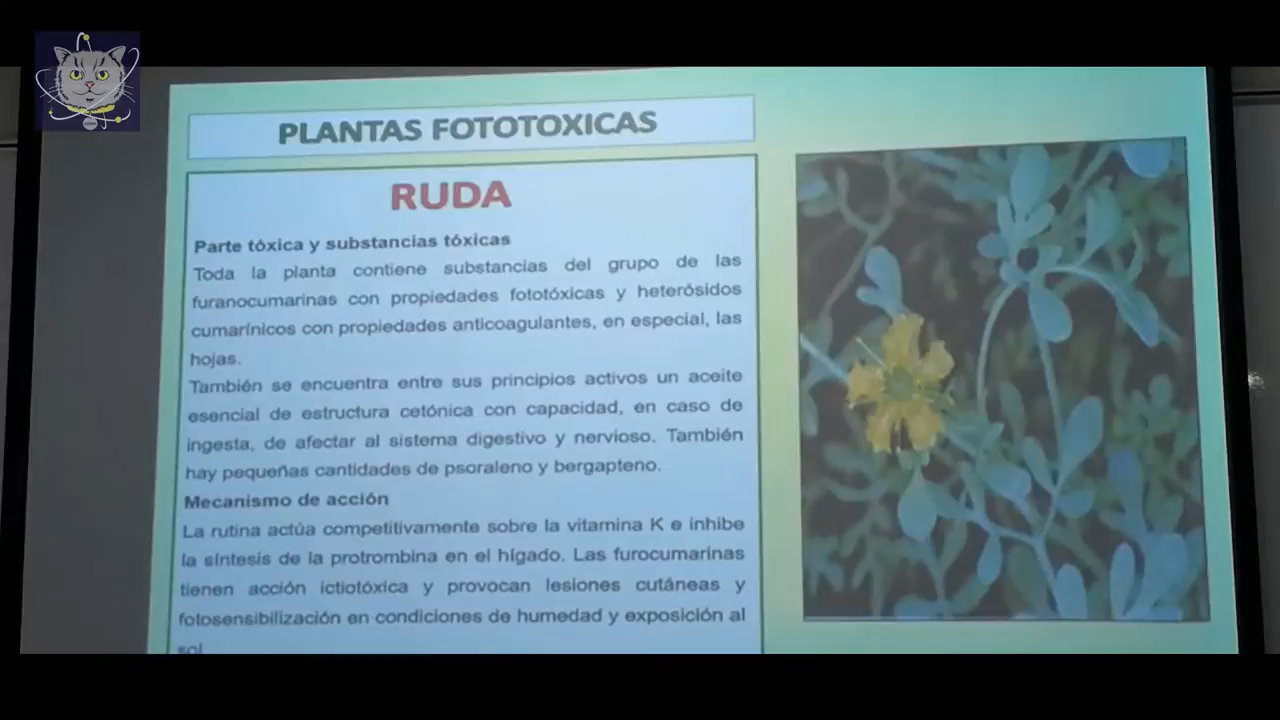 PLANTAS FOTOTOXICAS
RUDA
Parte tóxica y substancias tóxicas
Toda la planta contiene substancias del grupo de las
furanocumarinas con propiedades fototóxicas y heterósidos
cumarínicos con propiedades anticoagulantes, en especial, las
hojas.
También se encuentra entre sus principios activos un aceite
esencial de estructura cetónica con capacidad, en caso de
ingesta, de afectar al sistema digestivo y nervioso. También
hay pequeñas cantidades de psoraleno y bergapteno.
Mecanismo de acción
La rutina actúa competitivamente sobre la vitamina K e inhibe
la síntesis de la protrombina en el hígado. Las furocumarinas
tienen acción ictiotóxica y provocan lesiones cutáneas y
fotosensibilización en condiciones de humedad y exposición al
sol